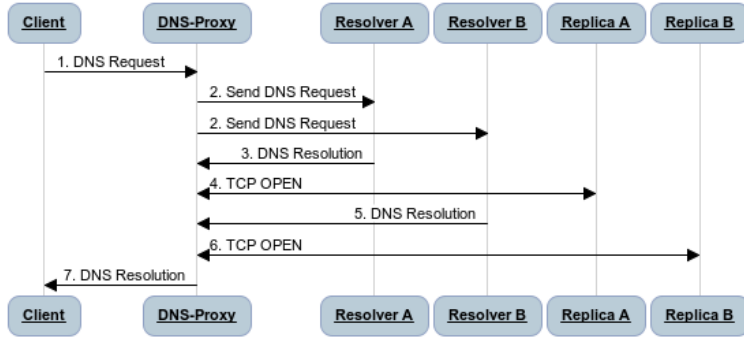 Client DNS-Proxy Resolver A Resolver B Replica A Replica B
1. DNS Request
2. Send DNS Request
2. Send DNS Request
3. DNS Resolution
4. TCP OPEN
5. DNS Resolution
6. TCP OPEN
7. DNS Resolution
Client DNS-Proxy Resolver A Resolver B Replica A Replica B